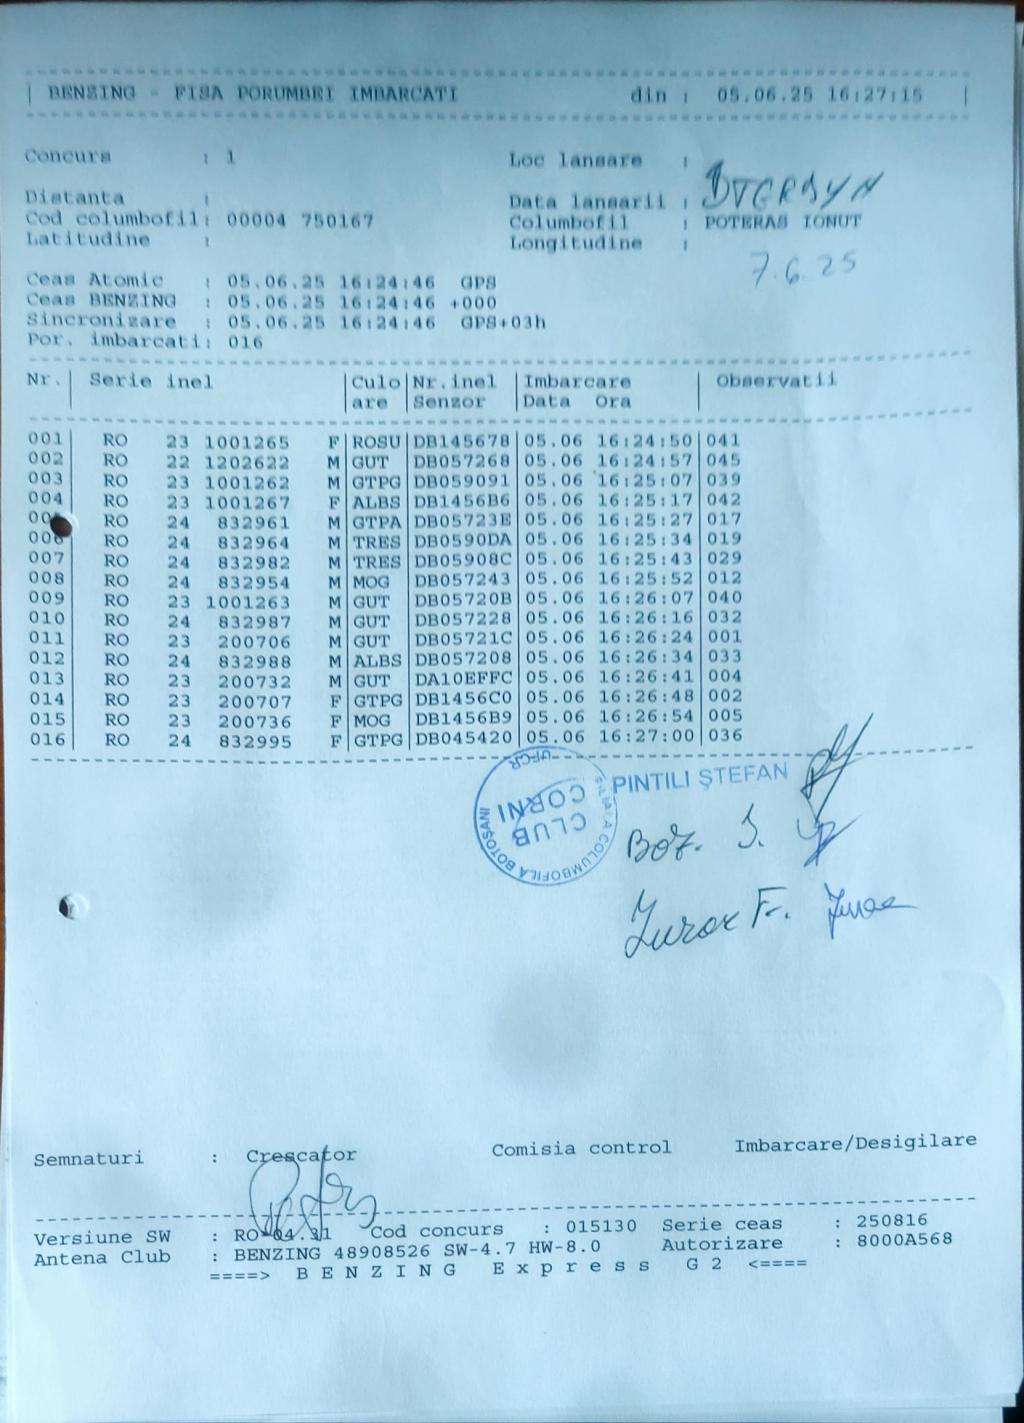 BENZING - FISA PORUMBEI IMBARCATI din : 05.06.25 16:27:15
Concurs : 1 Loc lansare :
Distanta : Data lansarii :
Cod columbofil: 00004 750167 Columbofil : POTERAS IONUT
Latitudine : Longitudine :
7.6.25
Ceas Atomic : 05.06.25 16:24:46 GPS
Ceas BENZING : 05.06.25 16:24:46 +000
Sincronizare : 05.06.25 16:24:46 GPS+03h
Por. imbarcati: 016
Nr. Serie inel Culo Nr.inel Imbarcare Observatii
are Senzor Data Ora
001 RO 23 1001265 F ROSU DB145678 05.06 16:24:50 041
002 RO 22 1202622 M GUT DB057268 05.06 16:24:57 045
003 RO 23 1001262 M GTPG DB059091 05.06 16:25:07 039
004 RO 23 1001267 F ALBS DB1456B6 05.06 16:25:17 042
RO 24 832961 M GTPA DB05723E 05.06 16:25:27 017
006 RO 24 832964 M TRES DB0590DA 05.06 16:25:34 019
007 RO 24 832982 M TRES DB05908C 05.06 16:25:43 029
008 RO 24 832954 M MOG DB057243 05.06 16:25:52 012
009 RO 23 1001263 M GUT DB05720B 05.06 16:26:07 040
010 RO 24 832987 M GUT DB057228 05.06 16:26:16 032
011 RO 23 200706 M GUT DB05721C 05.06 16:26:24 001
012 RO 24 832988 M ALBS DB057208 05.06 16:26:34 033
013 RO 23 200732 M GUT DA10EFFC 05.06 16:26:41 004
014 RO 23 200707 F GTPG DB1456C0 05.06 16:26:48 002
015 RO 23 200736 F MOG DB1456B9 05.06 16:26:54 005
016 RO 24 832995 F GTPG DB045420 05.06 16:27:00 036
UFCR
CLUB
CORNI
FILIALA COLUMBOFILA BOTOȘANI
PINTILI ȘTEFAN
Semnaturi : Crescator Comisia control Imbarcare/Desigilare
Versiune SW : RO-04.31 Cod concurs : 015130 Serie ceas : 250816
Antena Club : BENZING 48908526 SW-4.7 HW-8.0 Autorizare : 8000A568
====> B E N Z I N G E x p r e s s G 2 <====